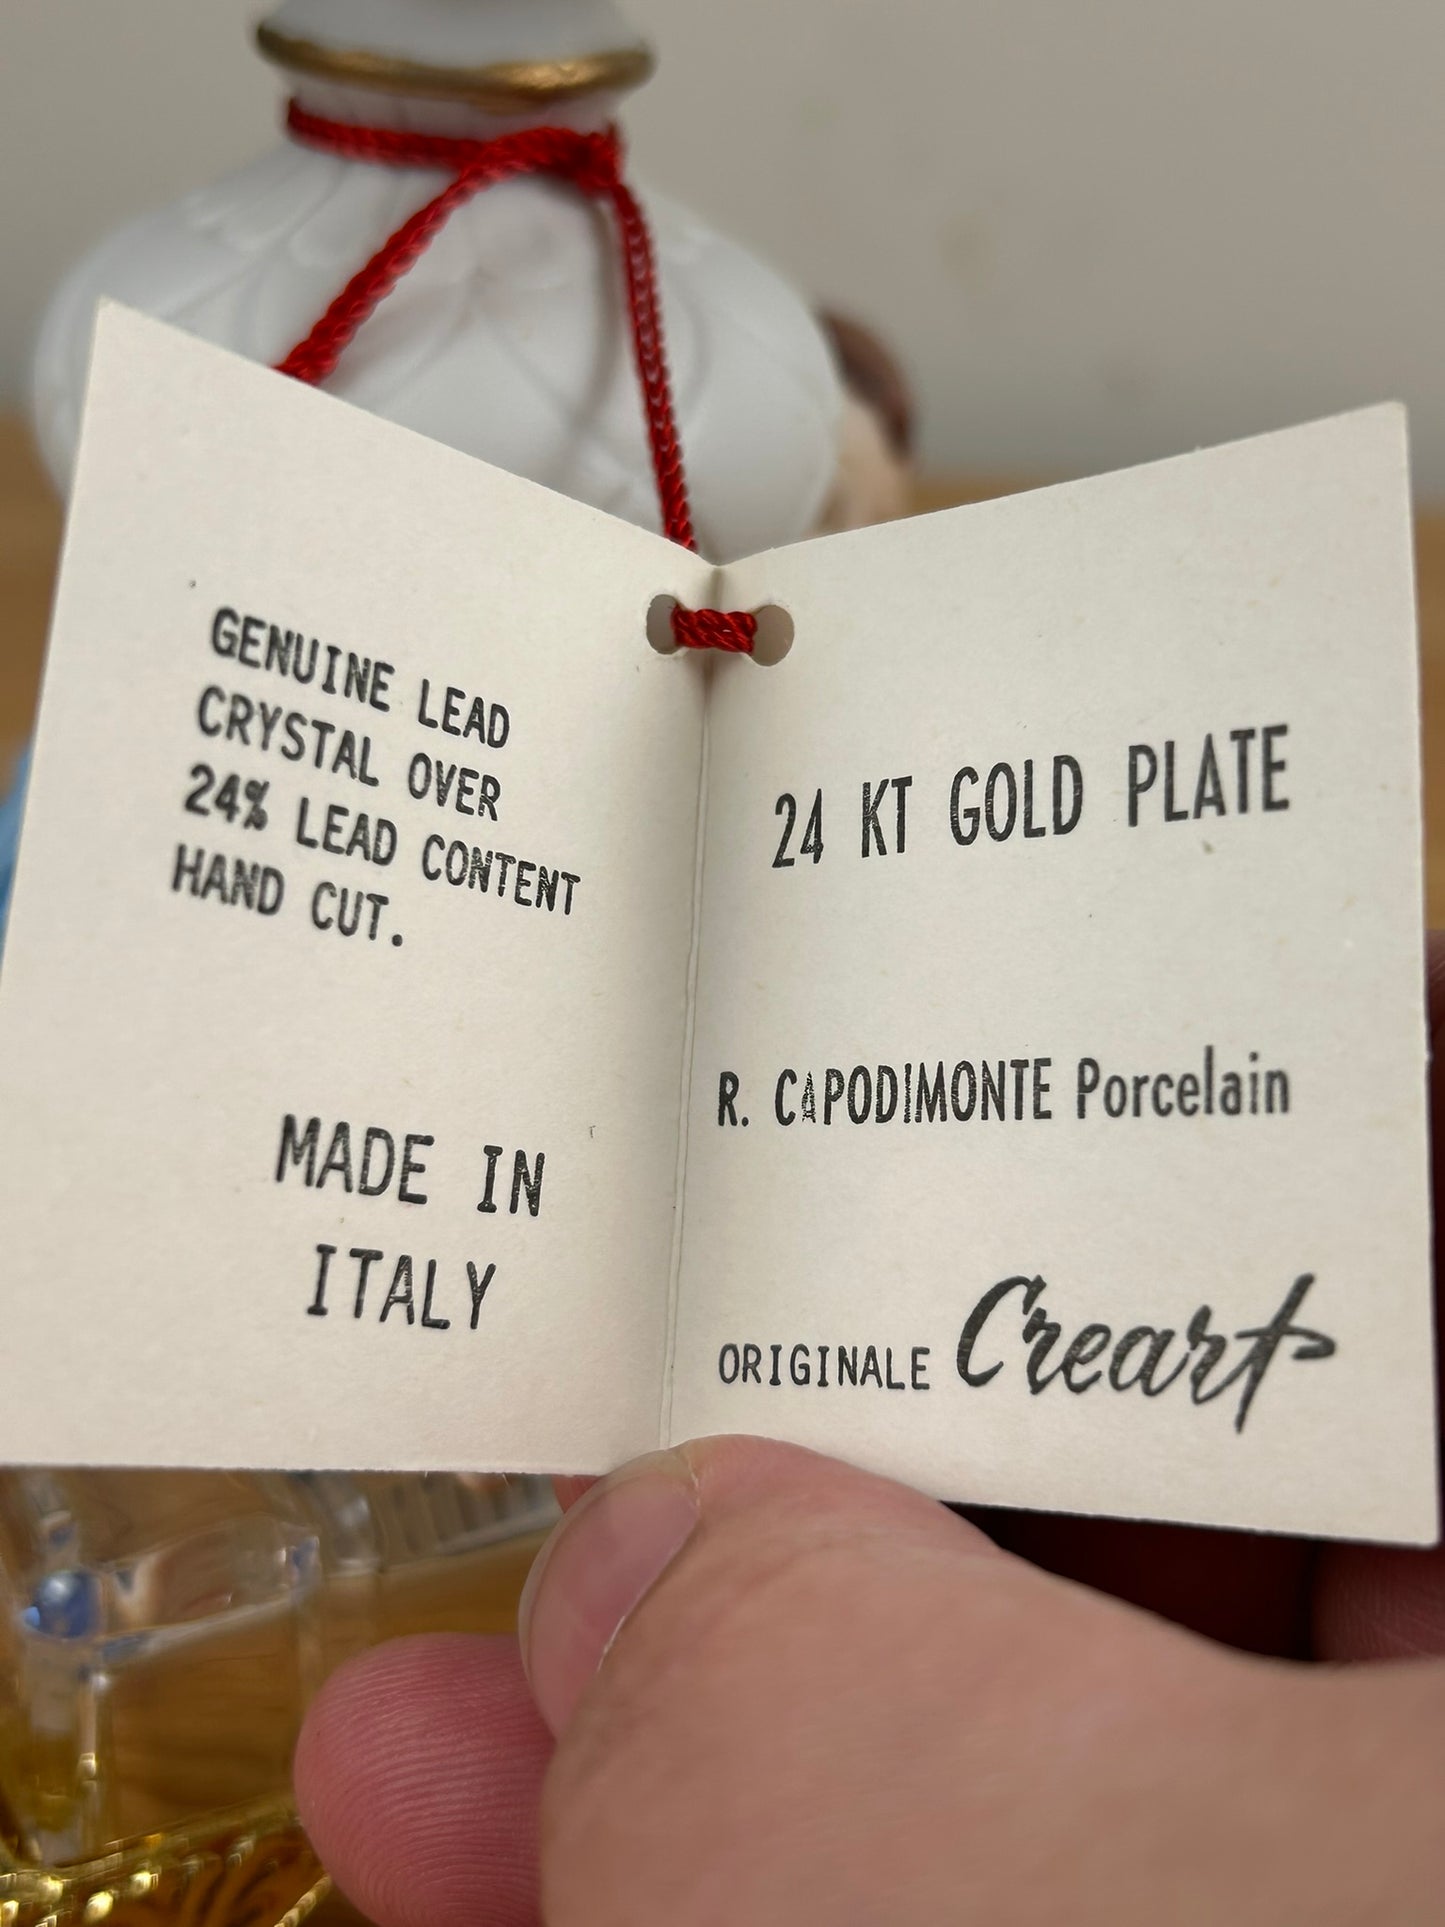 GENUINE LEAD
CRYSTAL OVER
24% LEAD CONTENT
HAND CUT.
MADE IN
ITALY
24 KT GOLD PLATE
R. CAPODIMONTE Porcelain
ORIGINALE Creart